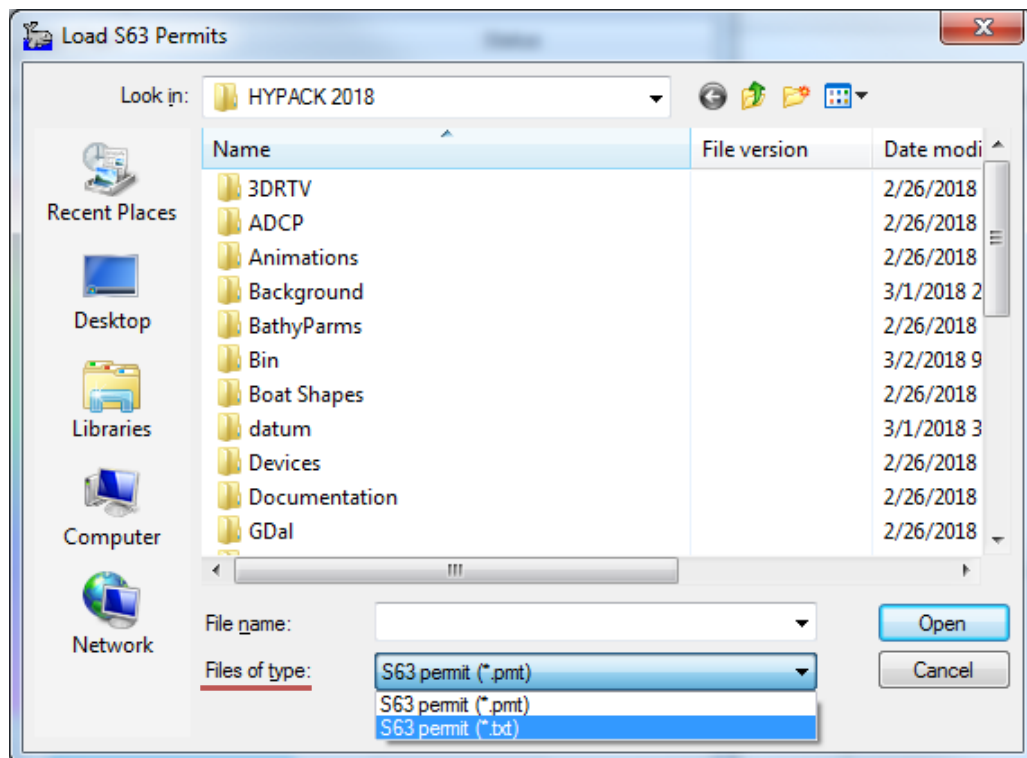 Load S63 Permits
Look in: HYPACK 2018
Name File version Date modi
3DRTV 2/26/2018
ADCP 2/26/2018
Animations 2/26/2018
Background 3/1/2018 2
BathyParms 2/26/2018
Bin 3/2/2018 9
Boat Shapes 2/26/2018
datum 3/1/2018 3
Devices 2/26/2018
Documentation 2/26/2018
GDal 2/26/2018
Recent Places
Desktop
Libraries
Computer
Network
File name: Open
Files of type: S63 permit (*.pmt) Cancel
S63 permit (*.pmt)
S63 permit (*.txt)